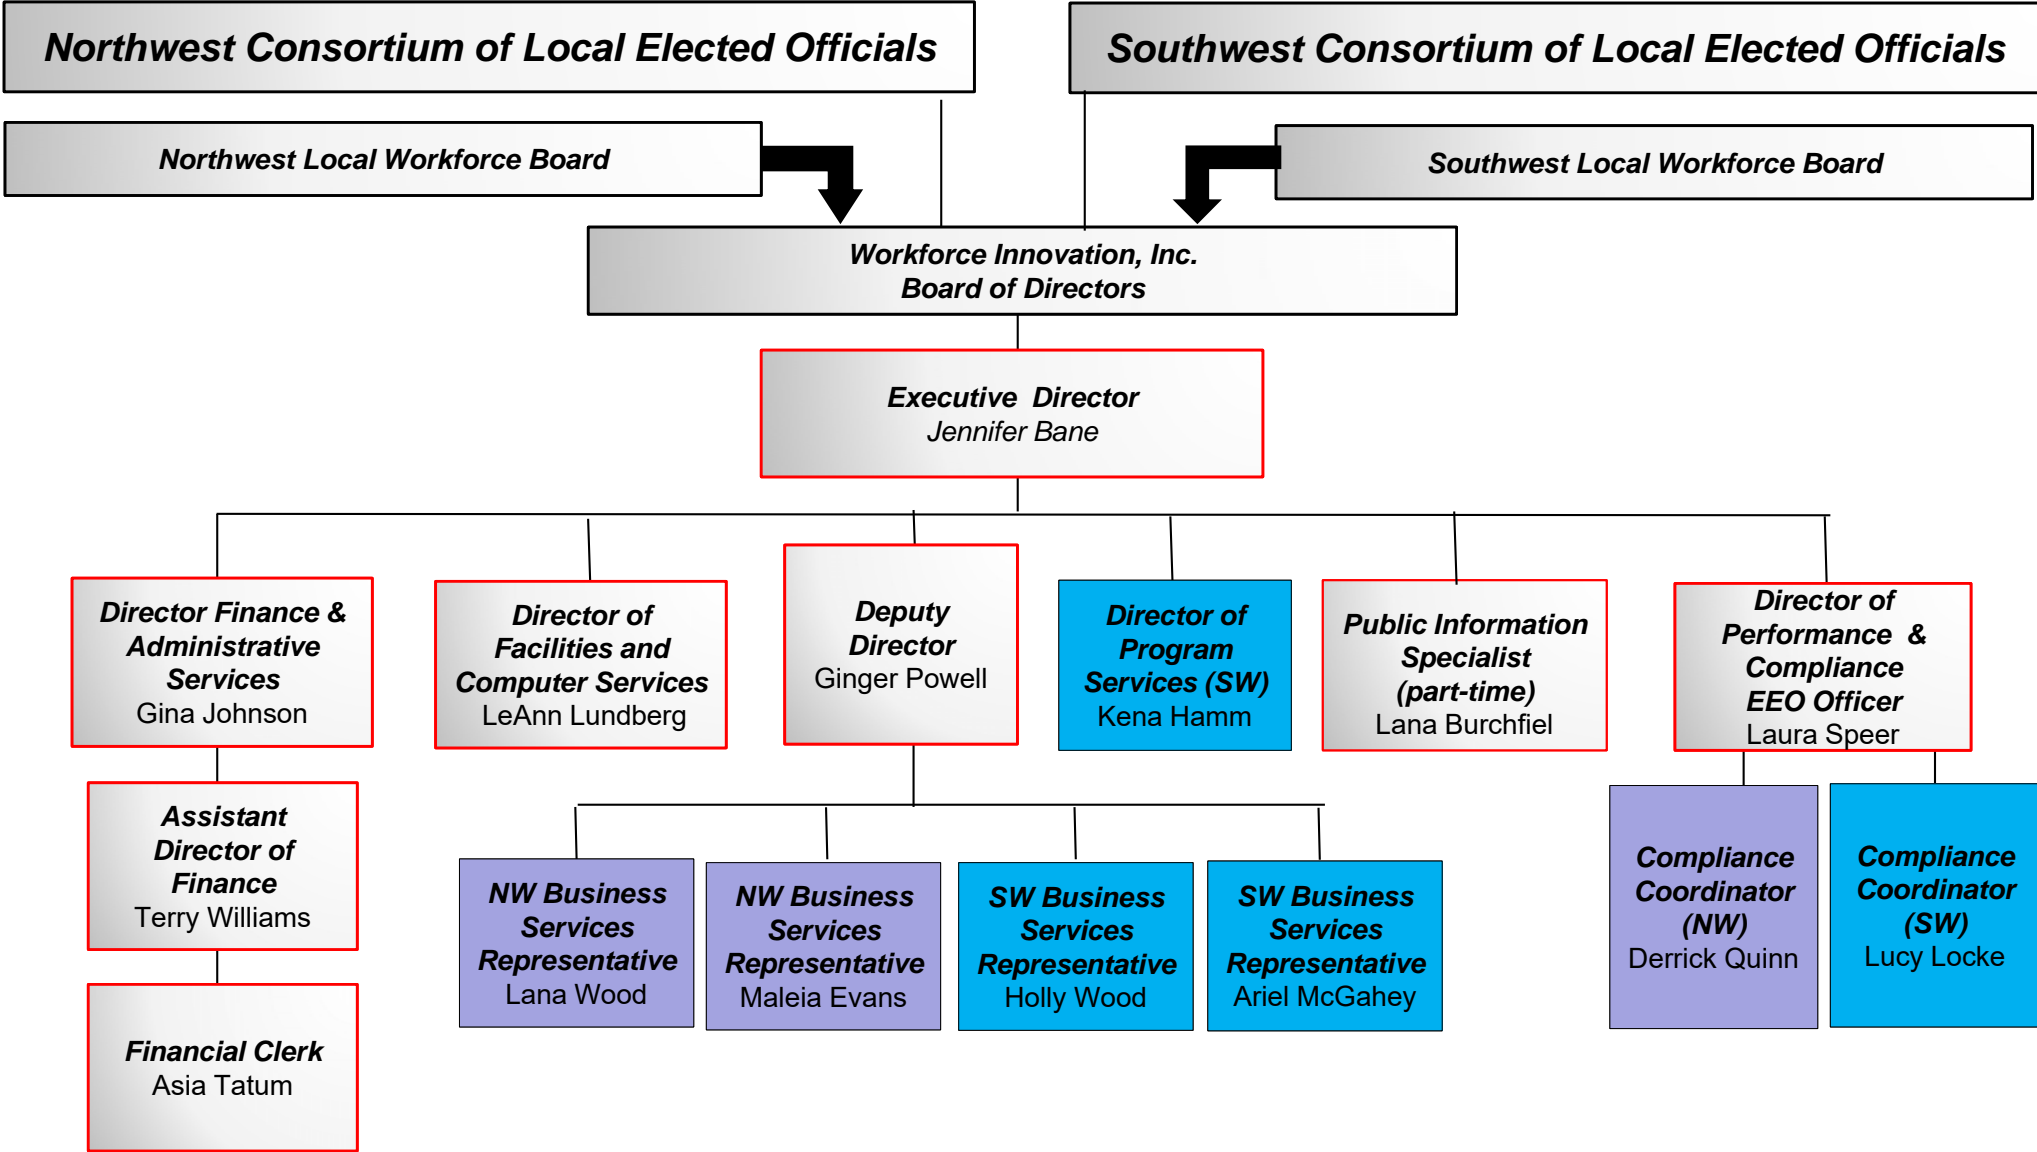 Northwest Consortium of Local Elected Officials
Southwest Consortium of Local Elected Officials
Northwest Local Workforce Board
Southwest Local Workforce Board
Workforce Innovation, Inc.
Board of Directors
Executive Director
Jennifer Bane
Director Finance &
Administrative
Services
Gina Johnson
Director of
Facilities and
Computer Services
LeAnn Lundberg
Deputy
Director
Ginger Powell
Director of
Program
Services (SW)
Kena Hamm
Public Information
Specialist
(part-time)
Lana Burchfiel
Director of
Performance &
Compliance
EEO Officer
Laura Speer
Assistant
Director of
Finance
Terry Williams
NW Business
Services
Representative
Lana Wood
NW Business
Services
Representative
Maleia Evans
SW Business
Services
Representative
Holly Wood
SW Business
Services
Representative
Ariel McGahey
Compliance
Coordinator
(NW)
Derrick Quinn
Compliance
Coordinator
(SW)
Lucy Locke
Financial Clerk
Asia Tatum